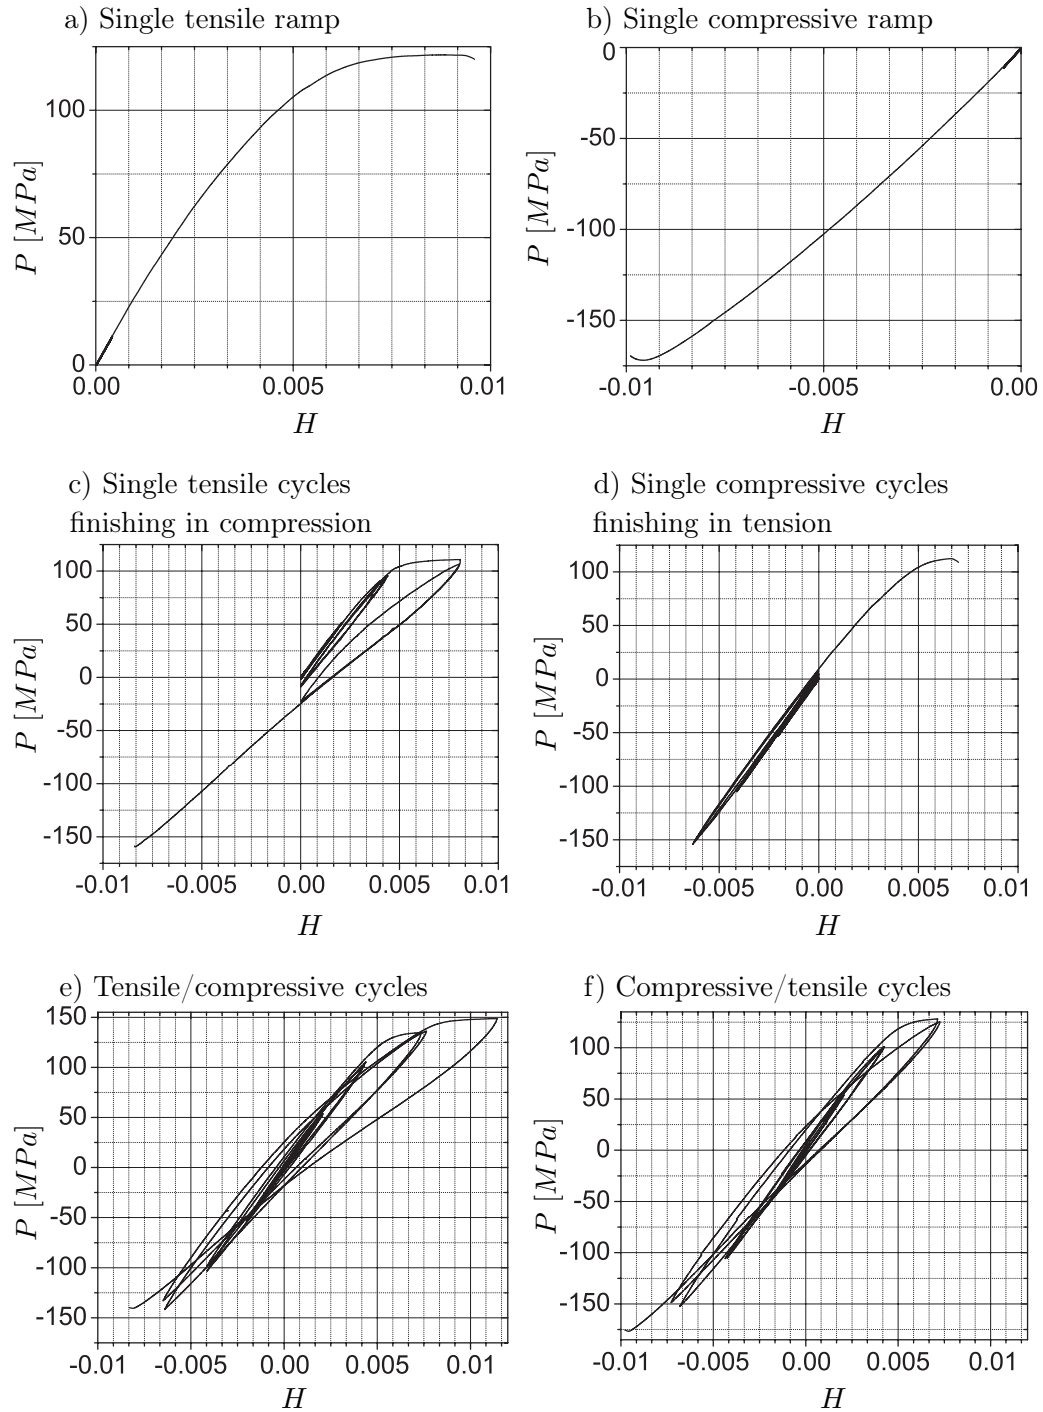 a) Single tensile ramp
100
50
0
0.00 0.005 0.01
P [MPa]
H
b) Single compressive ramp
0
-50
-100
-150
-0.01 -0.005 0.00
P [MPa]
H
c) Single tensile cycles
finishing in compression
100
50
0
-50
-100
-150
-0.01 -0.005 0.00 0.005 0.01
P [MPa]
H
d) Single compressive cycles
finishing in tension
100
50
0
-50
-100
-150
-0.01 -0.005 0.00 0.005 0.01
P [MPa]
H
e) Tensile/compressive cycles
150
100
50
0
-50
-100
-150
-0.01 -0.005 0.00 0.005 0.01
P [MPa]
H
f) Compressive/tensile cycles
100
50
0
-50
-100
-150
-0.01 -0.005 0.00 0.005 0.01
P [MPa]
H